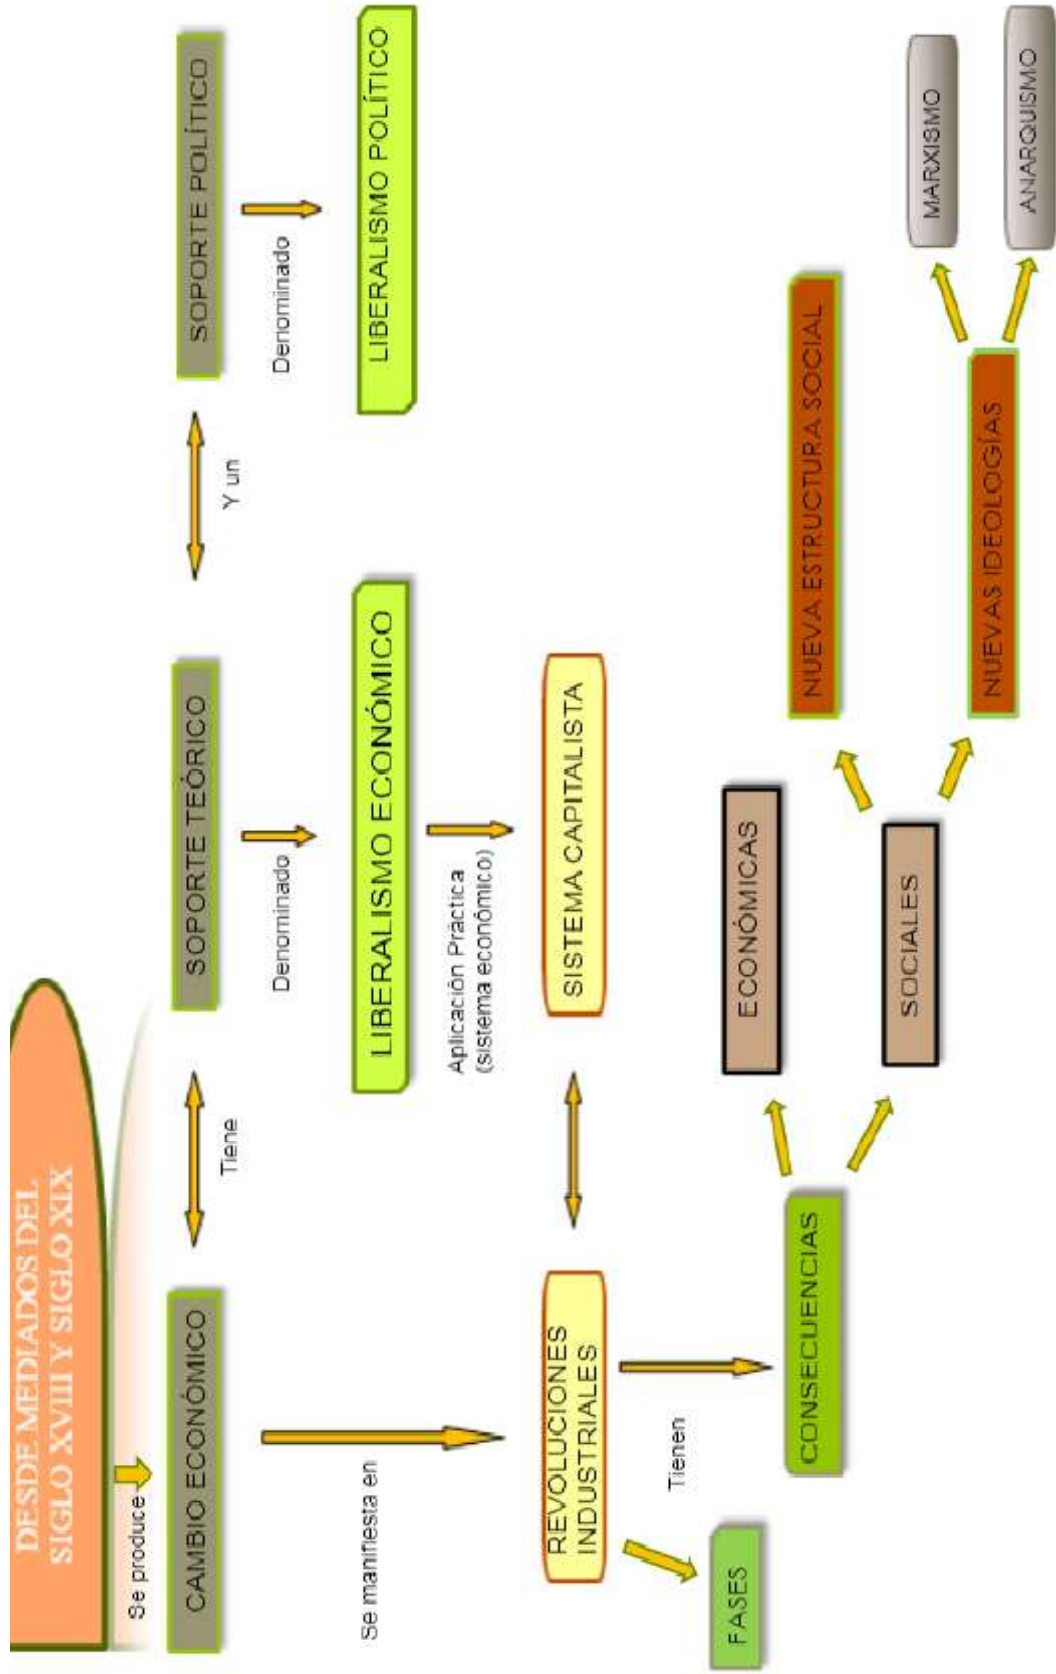 DESDE MEDIADOS DEL
SIGLO XVIII Y SIGLO XIX
Se produce
CAMBIO ECONÓMICO
Tiene
SOPORTE TEÓRICO
Y un
SOPORTE POLÍTICO
Denominado
Denominado
LIBERALISMO ECONÓMICO
LIBERALISMO POLÍTICO
Se manifiesta en
Aplicación Práctica
(sistema económico)
REVOLUCIONES
INDUSTRIALES
SISTEMA CAPITALISTA
Tienen
FASES
CONSECUENCIAS
ECONÓMICAS
SOCIALES
NUEVA ESTRUCTURA SOCIAL
NUEVAS IDEOLOGÍAS
MARXISMO
ANARQUISMO